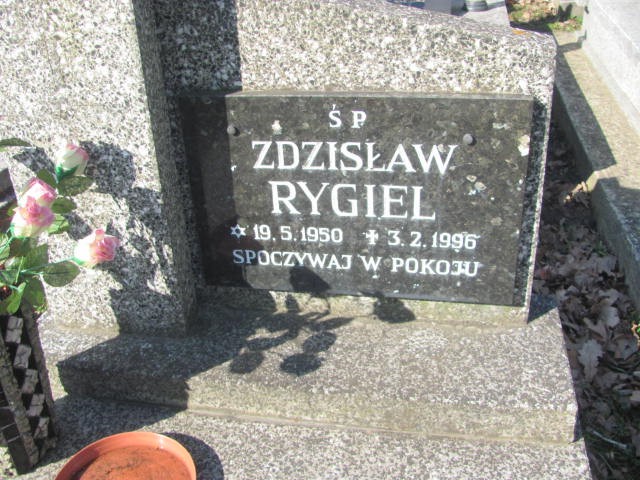 Ś P
ZDZISŁAW
RYGIEL
✡ 19.5.1950 ✝ 3.2.1996
SPOCZYWAJ W POKOJU